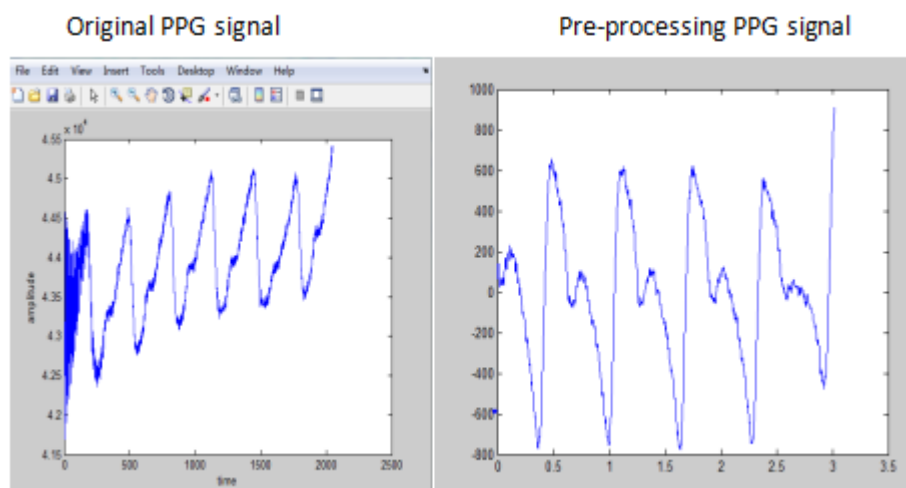 Original PPG signal
Pre-processing PPG signal
File Edit View Insert Tools Desktop Window Help
x 10⁴
4.55
4.5
4.45
4.4
4.35
4.3
4.25
4.2
4.15
amplitude
0 500 1000 1500 2000 2500
time
1000
800
600
400
200
0
-200
-400
-600
-800
0 0.5 1 1.5 2 2.5 3 3.5